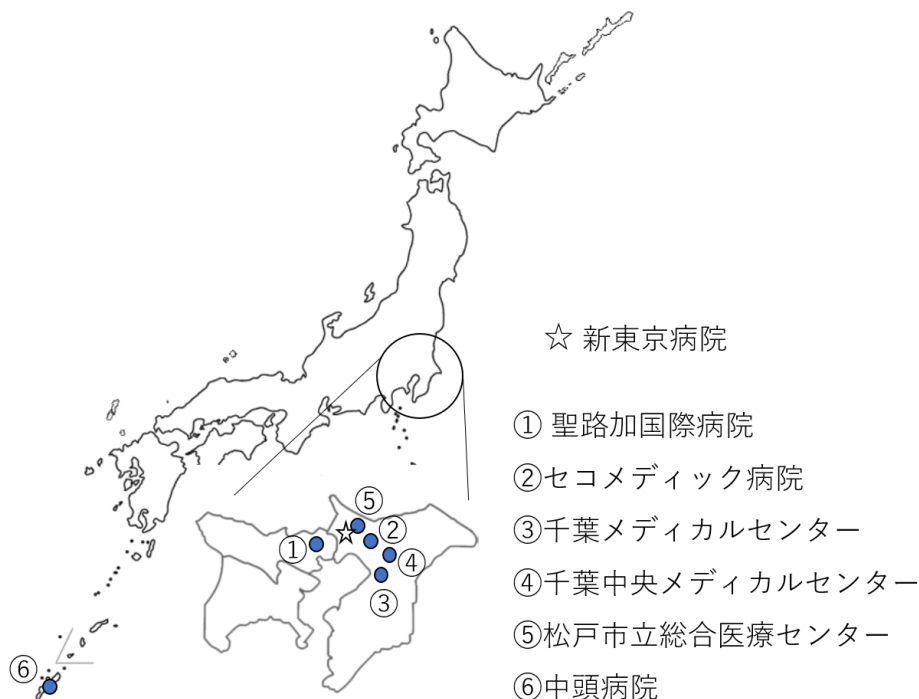 ☆ 新東京病院
① 聖路加国際病院
②セコメディック病院
③千葉メディカルセンター
④千葉中央メディカルセンター
⑤松戸市立総合医療センター
⑥中頭病院
⑤
②
①
④
③
⑥